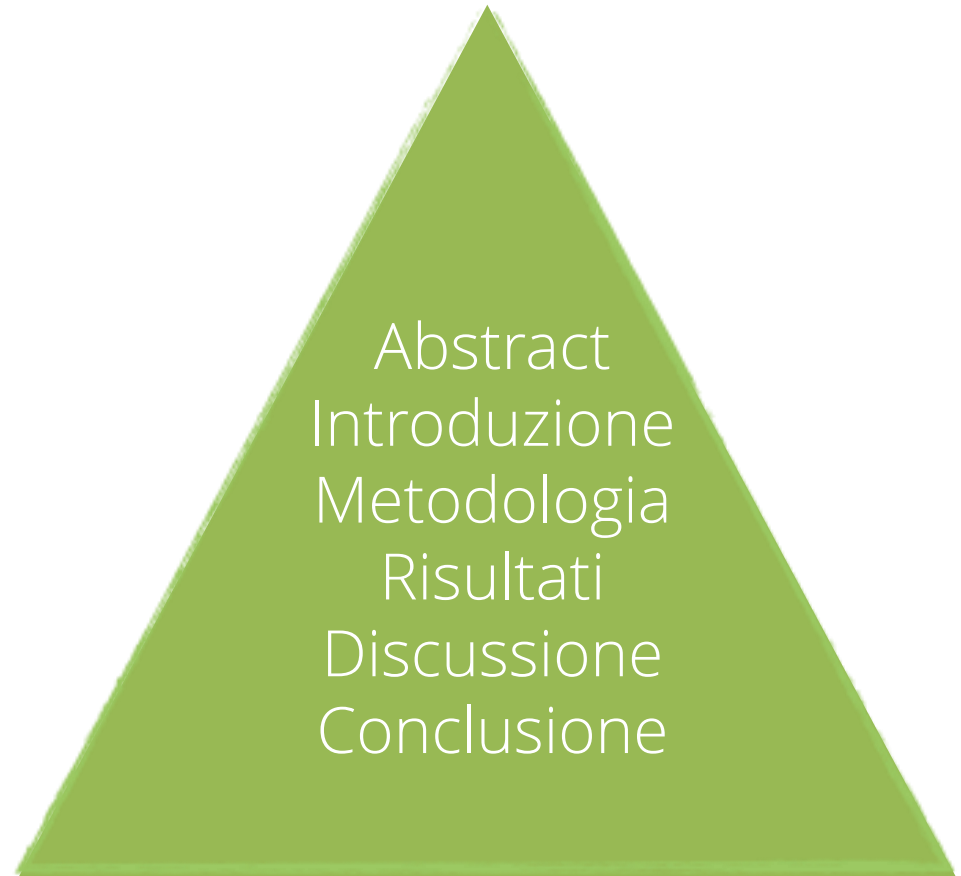 Abstract
Introduzione
Metodologia
Risultati
Discussione
Conclusione